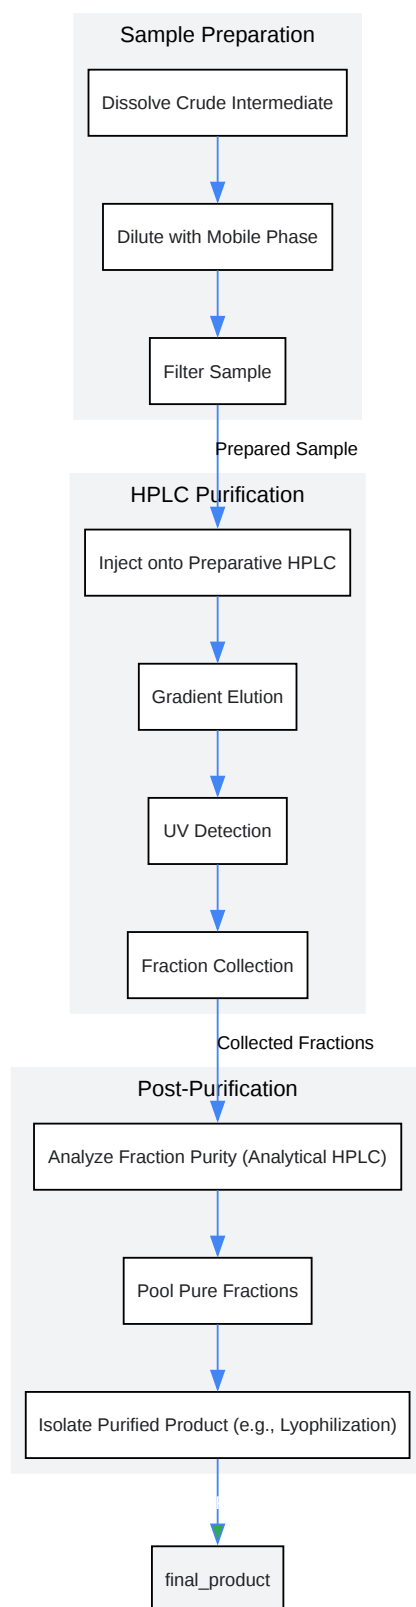 Sample Preparation
Dissolve Crude Intermediate
Dilute with Mobile Phase
Filter Sample
Prepared Sample
HPLC Purification
Inject onto Preparative HPLC
Gradient Elution
UV Detection
Fraction Collection
Collected Fractions
Post-Purification
Analyze Fraction Purity (Analytical HPLC)
Pool Pure Fractions
Isolate Purified Product (e.g., Lyophilization)
final_product